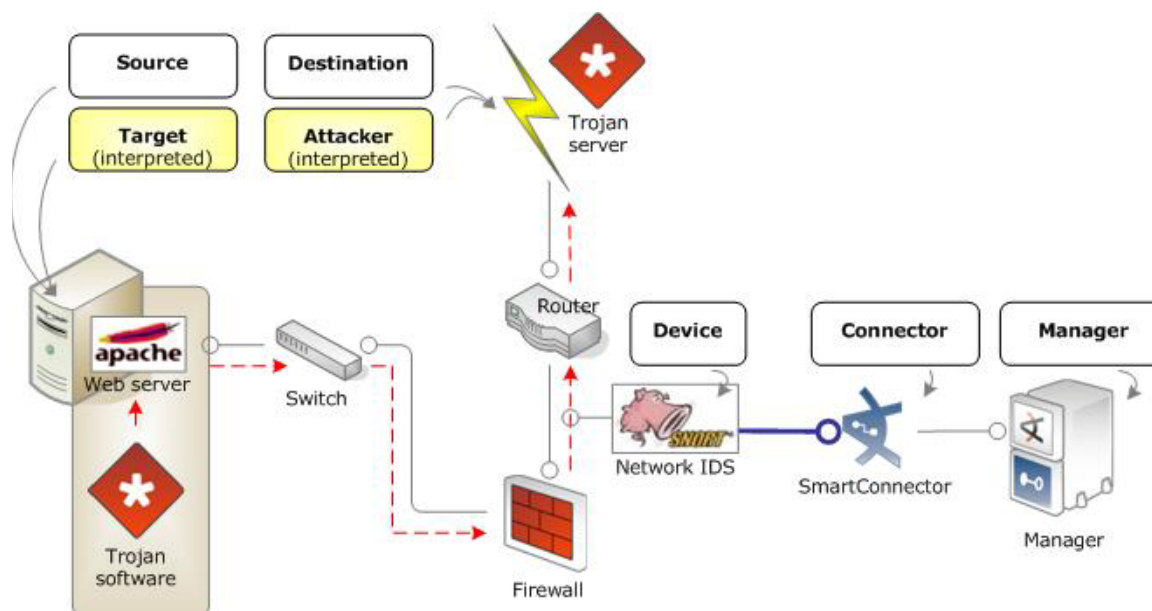 Source
Destination
Target
(interpreted)
Attacker
(interpreted)
Trojan
server
Router
Device
Connector
Manager
apache
Web server
Switch
SNORT
Network IDS
SmartConnector
Manager
Trojan
software
Firewall